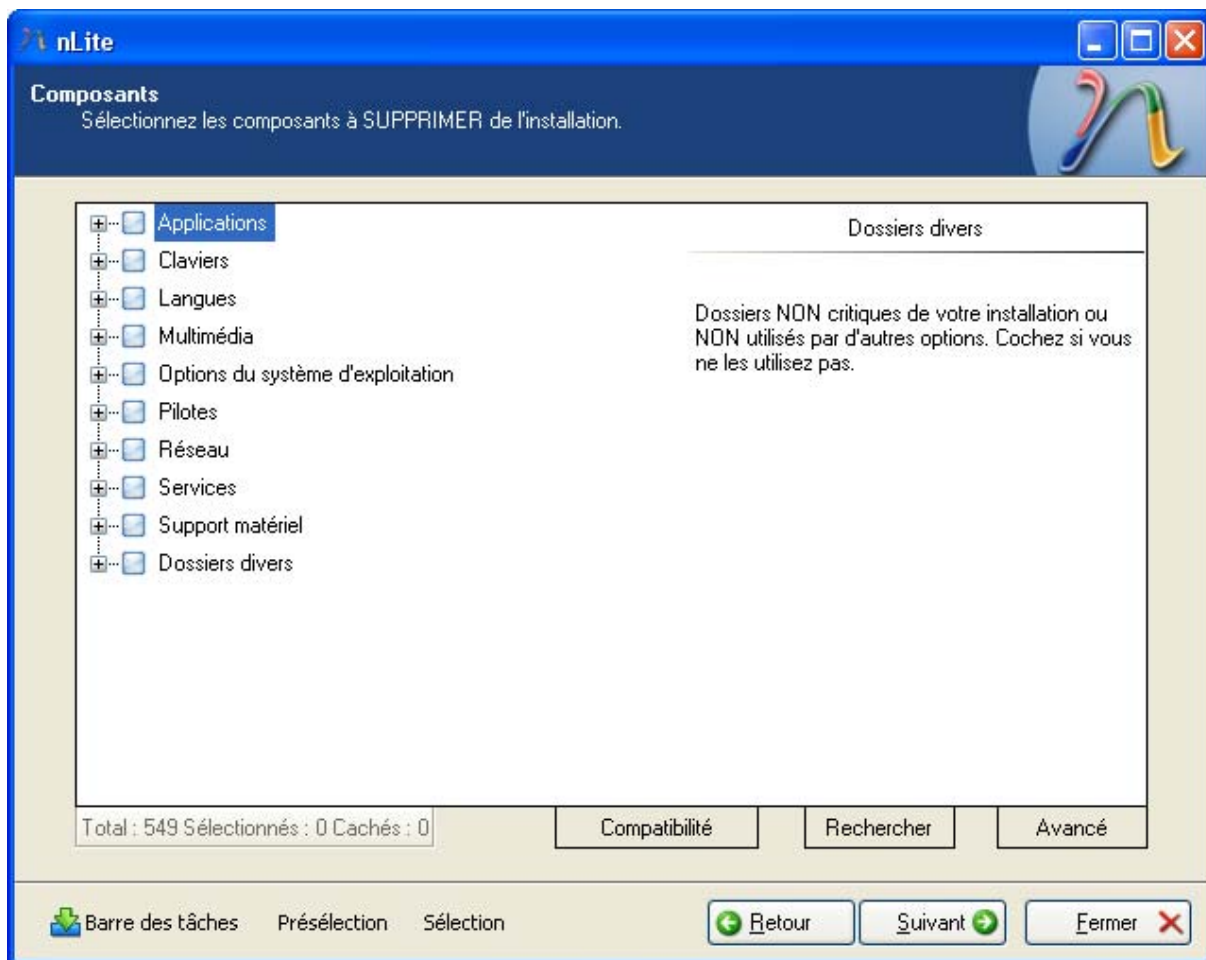 nLite
Composants
Sélectionnez les composants à SUPPRIMER de l'installation.
Applications
Claviers
Langues
Multimédia
Options du système d'exploitation
Pilotes
Réseau
Services
Support matériel
Dossiers divers
Dossiers divers
Dossiers NON critiques de votre installation ou
NON utilisés par d'autres options. Cochez si vous
ne les utilisez pas.
Total : 549 Sélectionnés : 0 Cachés : 0
Compatibilité
Rechercher
Avancé
Barre des tâches
Présélection
Sélection
Retour
Suivant
Fermer